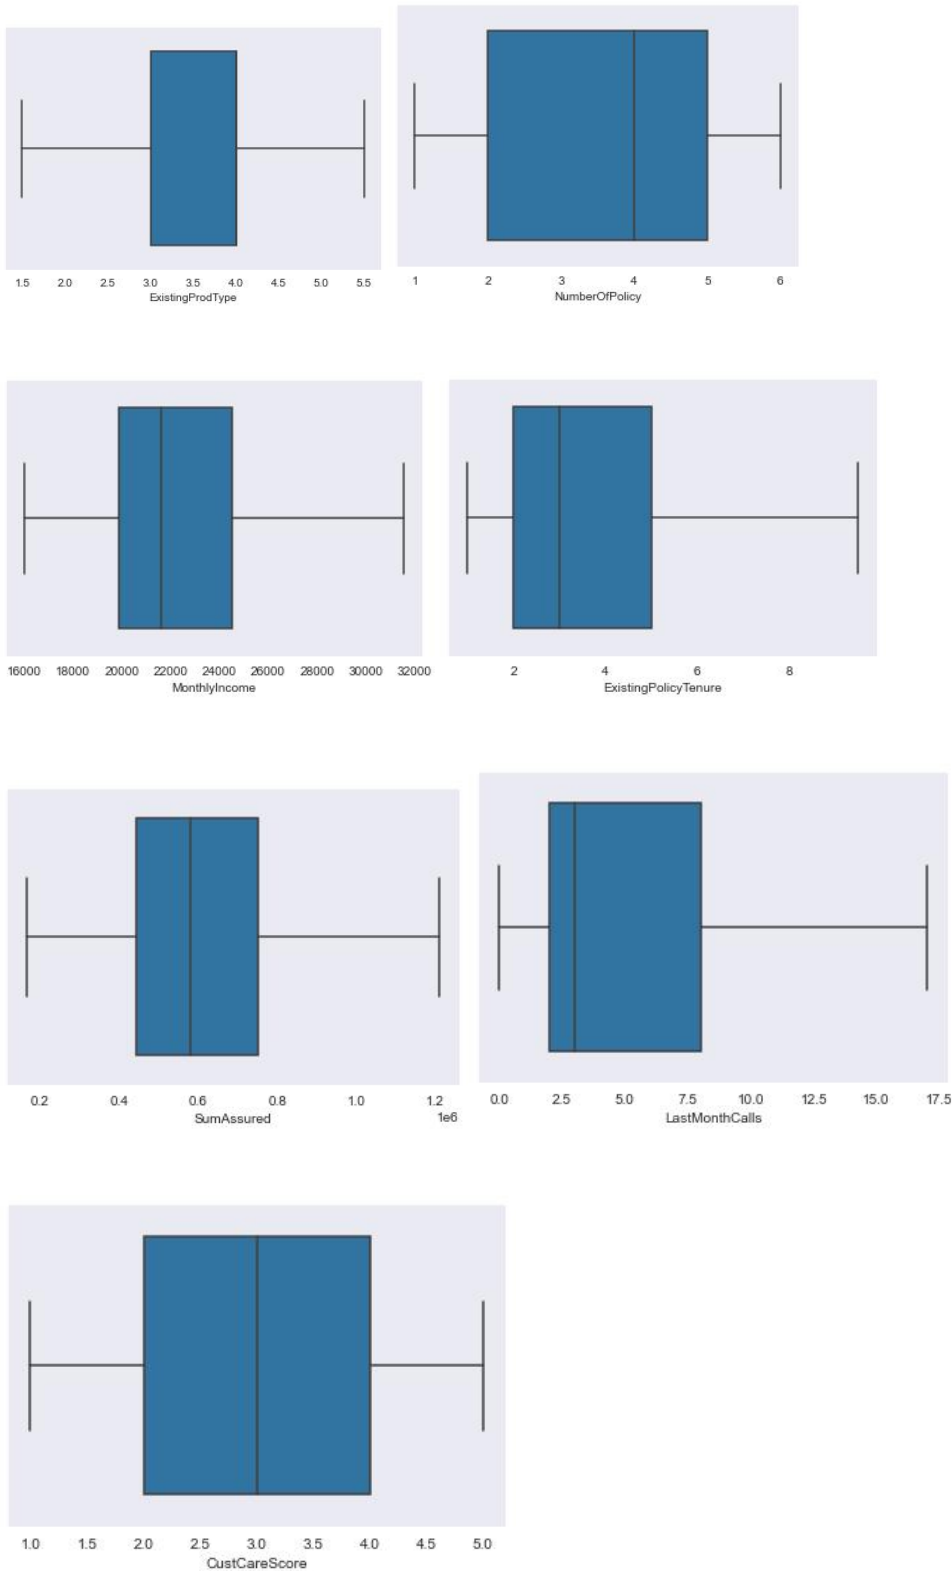 1.5 2.0 2.5 3.0 3.5 4.0 4.5 5.0 5.5
ExistingProdType
1 2 3 4 5 6
NumberOfPolicy
16000 18000 20000 22000 24000 26000 28000 30000 32000
MonthlyIncome
2 4 6 8
ExistingPolicyTenure
0.2 0.4 0.6 0.8 1.0 1.2
SumAssured
1e6
0.0 2.5 5.0 7.5 10.0 12.5 15.0 17.5
LastMonthCalls
1.0 1.5 2.0 2.5 3.0 3.5 4.0 4.5 5.0
CustCareScore